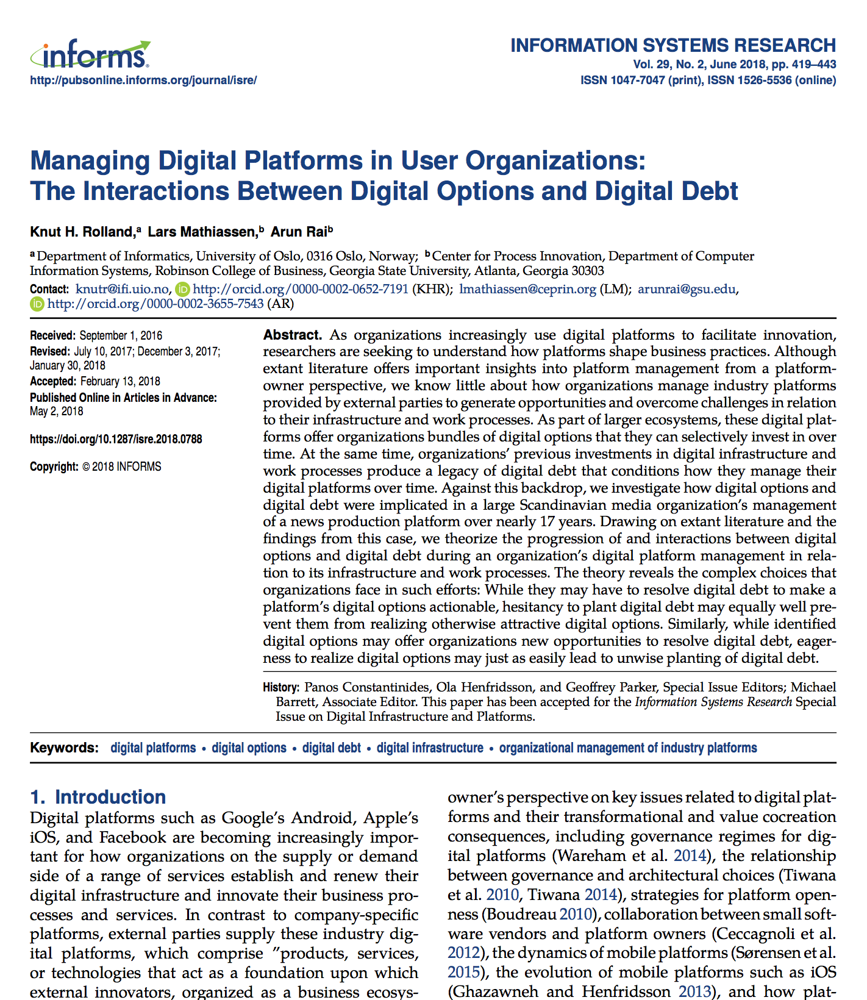 informs®
http://pubsonline.informs.org/journal/isre/
INFORMATION SYSTEMS RESEARCH
Vol. 29, No. 2, June 2018, pp. 419–443
ISSN 1047-7047 (print), ISSN 1526-5536 (online)
Managing Digital Platforms in User Organizations:
The Interactions Between Digital Options and Digital Debt
Knut H. Rolland,a Lars Mathiassen,b Arun Raib
a Department of Informatics, University of Oslo, 0316 Oslo, Norway; b Center for Process Innovation, Department of Computer
Information Systems, Robinson College of Business, Georgia State University, Atlanta, Georgia 30303
Contact: knutr@ifi.uio.no, iD http://orcid.org/0000-0002-0652-7191 (KHR); lmathiassen@ceprin.org (LM); arunrai@gsu.edu,
iD http://orcid.org/0000-0002-3655-7543 (AR)
Received: September 1, 2016
Revised: July 10, 2017; December 3, 2017;
January 30, 2018
Accepted: February 13, 2018
Published Online in Articles in Advance:
May 2, 2018
https://doi.org/10.1287/isre.2018.0788
Copyright: © 2018 INFORMS
Abstract. As organizations increasingly use digital platforms to facilitate innovation,
researchers are seeking to understand how platforms shape business practices. Although
extant literature offers important insights into platform management from a platform-
owner perspective, we know little about how organizations manage industry platforms
provided by external parties to generate opportunities and overcome challenges in relation
to their infrastructure and work processes. As part of larger ecosystems, these digital plat-
forms offer organizations bundles of digital options that they can selectively invest in over
time. At the same time, organizations' previous investments in digital infrastructure and
work processes produce a legacy of digital debt that conditions how they manage their
digital platforms over time. Against this backdrop, we investigate how digital options and
digital debt were implicated in a large Scandinavian media organization's management
of a news production platform over nearly 17 years. Drawing on extant literature and the
findings from this case, we theorize the progression of and interactions between digital
options and digital debt during an organization's digital platform management in rela-
tion to its infrastructure and work processes. The theory reveals the complex choices that
organizations face in such efforts: While they may have to resolve digital debt to make a
platform's digital options actionable, hesitancy to plant digital debt may equally well pre-
vent them from realizing otherwise attractive digital options. Similarly, while identified
digital options may offer organizations new opportunities to resolve digital debt, eager-
ness to realize digital options may just as easily lead to unwise planting of digital debt.
History: Panos Constantinides, Ola Henfridsson, and Geoffrey Parker, Special Issue Editors; Michael
Barrett, Associate Editor. This paper has been accepted for the Information Systems Research Special
Issue on Digital Infrastructure and Platforms.
Keywords: digital platforms • digital options • digital debt • digital infrastructure • organizational management of industry platforms
1. Introduction
Digital platforms such as Google's Android, Apple's
iOS, and Facebook are becoming increasingly impor-
tant for how organizations on the supply or demand
side of a range of services establish and renew their
digital infrastructure and innovate their business pro-
cesses and services. In contrast to company-specific
platforms, external parties supply these industry dig-
ital platforms, which comprise "products, services,
or technologies that act as a foundation upon which
external innovators, organized as a business ecosys-
owner's perspective on key issues related to digital plat-
forms and their transformational and value cocreation
consequences, including governance regimes for dig-
ital platforms (Wareham et al. 2014), the relationship
between governance and architectural choices (Tiwana
et al. 2010, Tiwana 2014), strategies for platform open-
ness (Boudreau 2010), collaboration between small soft-
ware vendors and platform owners (Ceccagnoli et al.
2012), the dynamics of mobile platforms (Sørensen et al.
2015), the evolution of mobile platforms such as iOS
(Ghazawneh and Henfridsson 2013), and how plat-